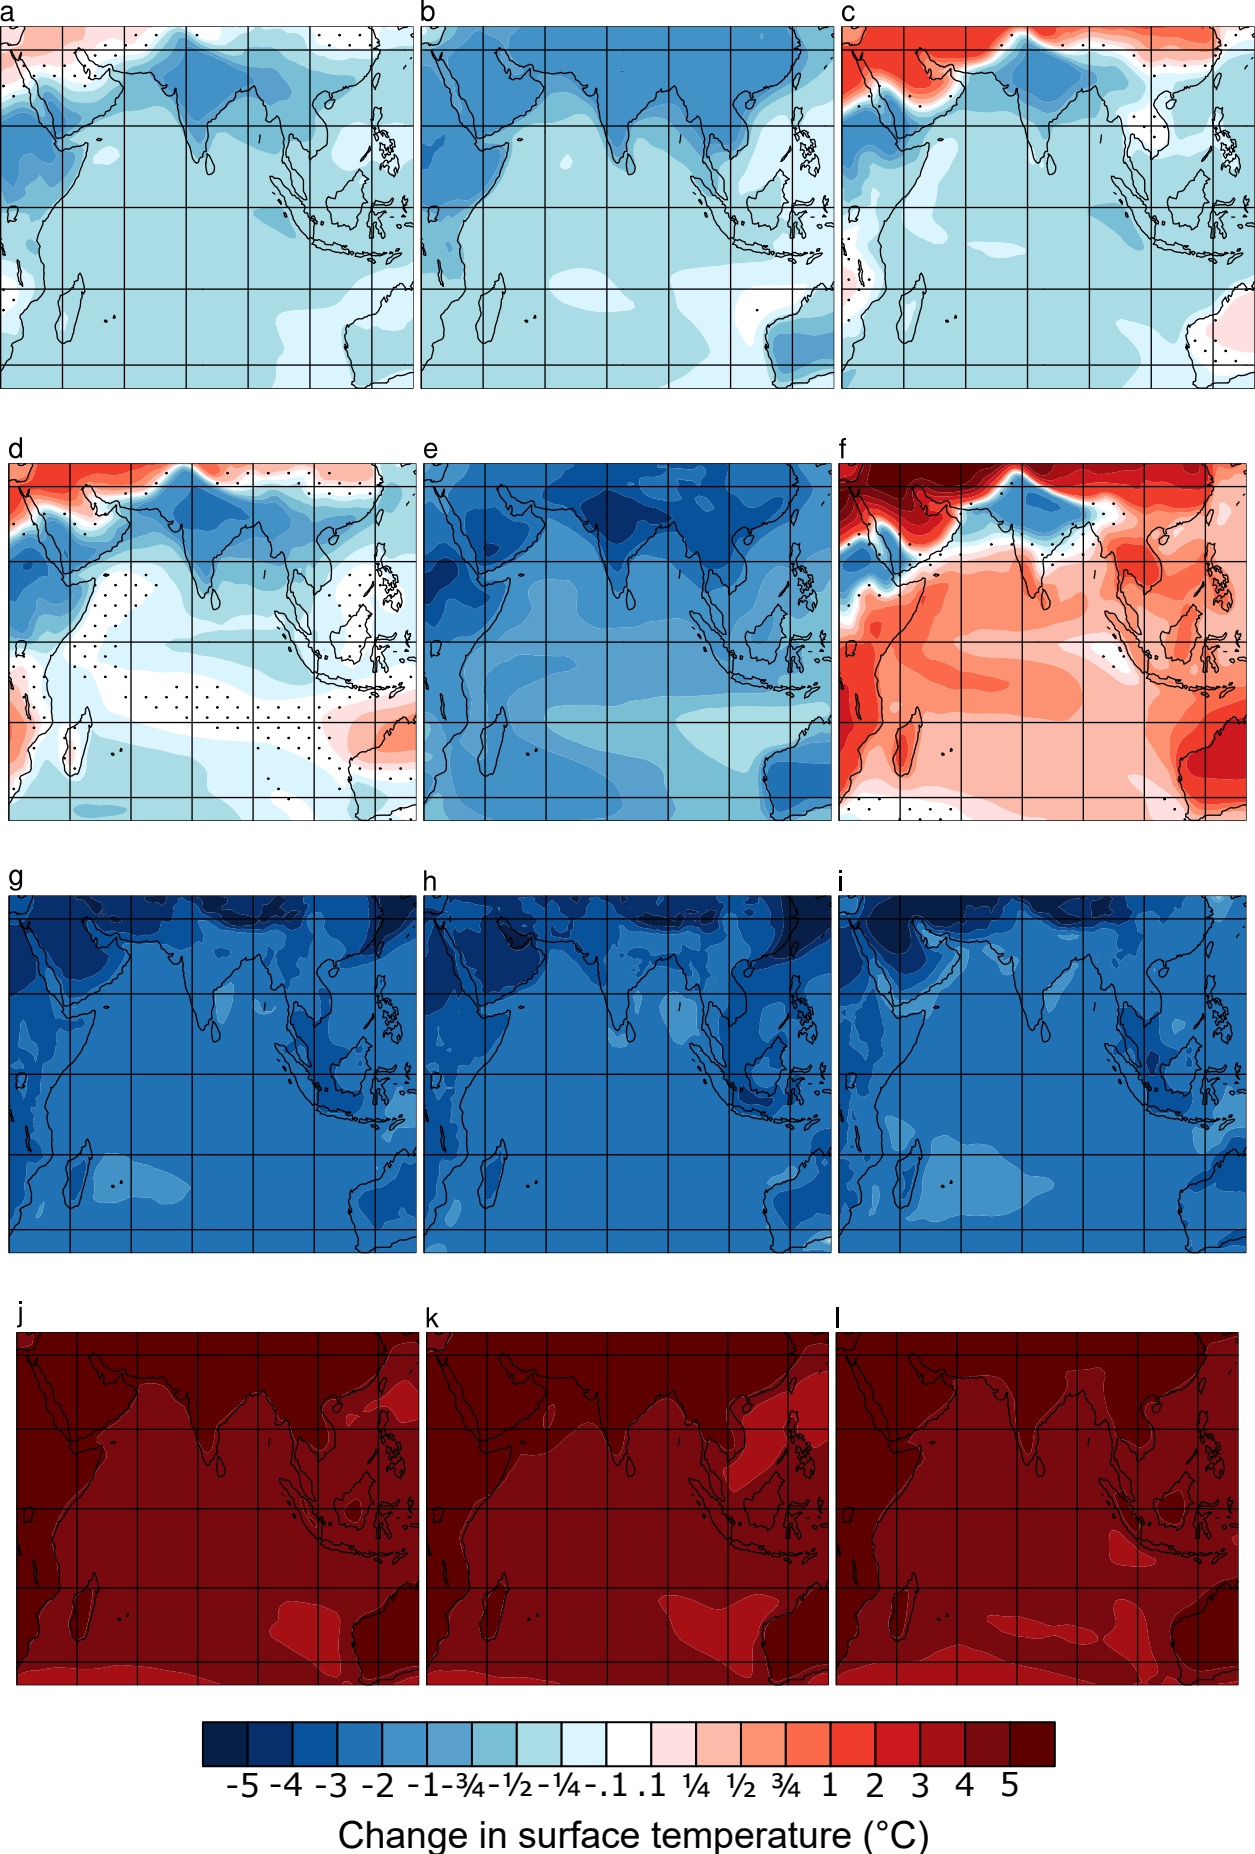 a b c
d e f
g h i
j k l
-5 -4 -3 -2 -1 -¾ -½ -¼ -.1 .1 ¼ ½ ¾ 1 2 3 4 5
Change in surface temperature (°C)